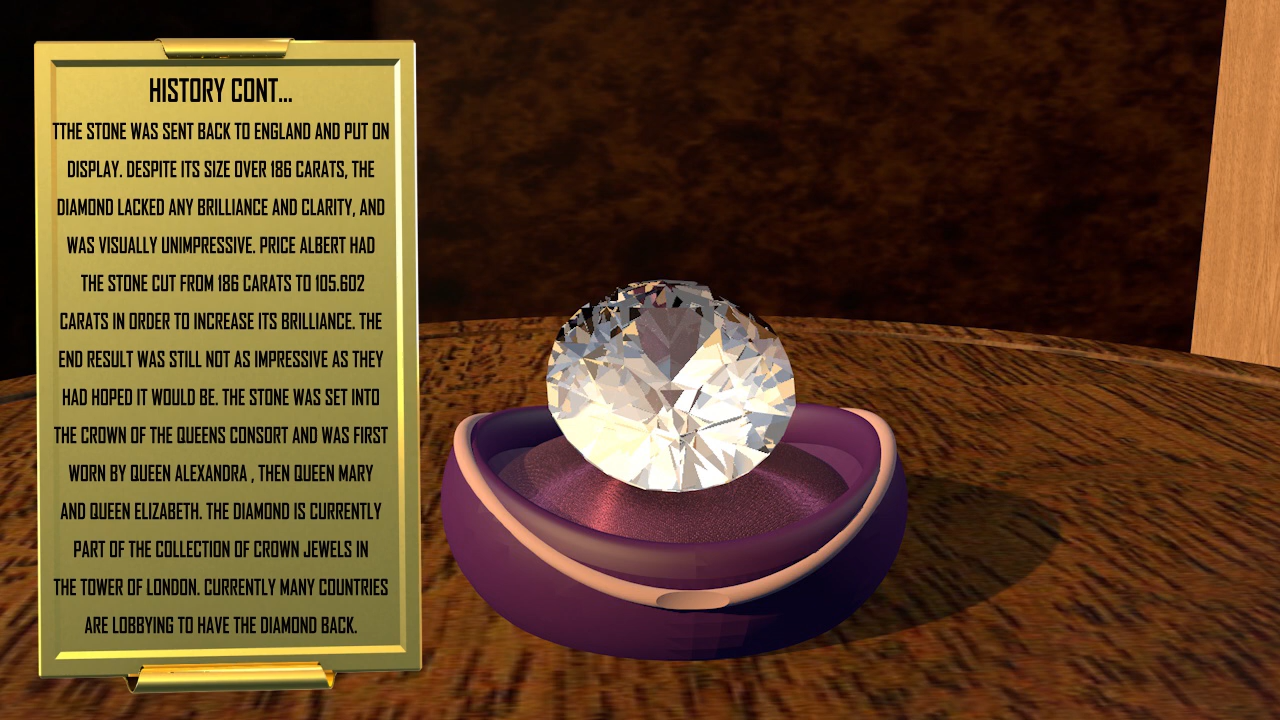 HISTORY CONT...
TTHE STONE WAS SENT BACK TO ENGLAND AND PUT ON
DISPLAY. DESPITE ITS SIZE OVER 186 CARATS, THE
DIAMOND LACKED ANY BRILLIANCE AND CLARITY, AND
WAS VISUALLY UNIMPRESSIVE. PRICE ALBERT HAD
THE STONE CUT FROM 186 CARATS TO 105.602
CARATS IN ORDER TO INCREASE ITS BRILLIANCE. THE
END RESULT WAS STILL NOT AS IMPRESSIVE AS THEY
HAD HOPED IT WOULD BE. THE STONE WAS SET INTO
THE CROWN OF THE QUEENS CONSORT AND WAS FIRST
WORN BY QUEEN ALEXANDRA , THEN QUEEN MARY
AND QUEEN ELIZABETH. THE DIAMOND IS CURRENTLY
PART OF THE COLLECTION OF CROWN JEWELS IN
THE TOWER OF LONDON. CURRENTLY MANY COUNTRIES
ARE LOBBYING TO HAVE THE DIAMOND BACK.